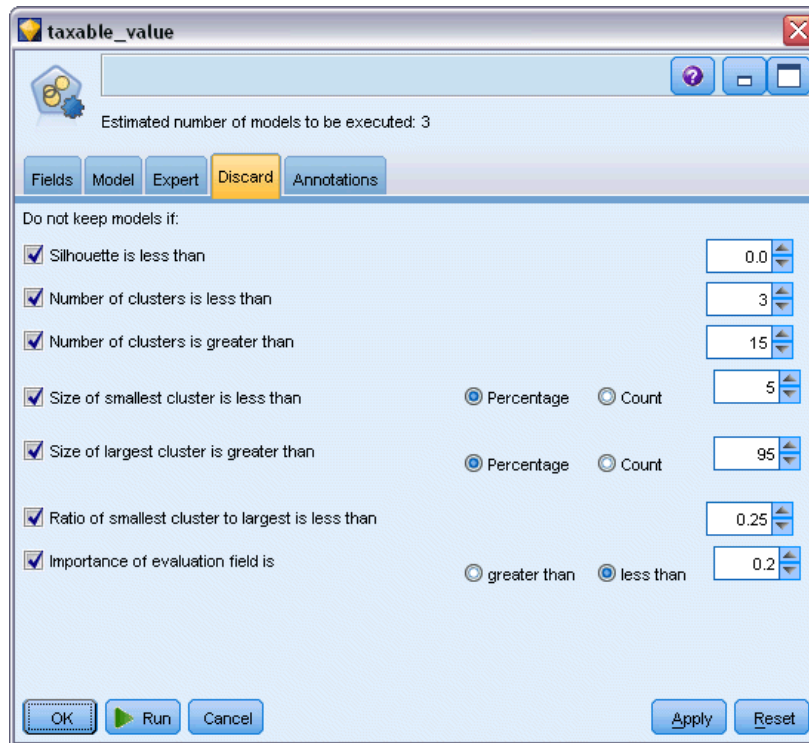 taxable_value
Estimated number of models to be executed: 3
Fields Model Expert Discard Annotations
Do not keep models if:
Silhouette is less than 0.0
Number of clusters is less than 3
Number of clusters is greater than 15
Size of smallest cluster is less than Percentage Count 5
Size of largest cluster is greater than Percentage Count 95
Ratio of smallest cluster to largest is less than 0.25
Importance of evaluation field is greater than less than 0.2
OK Run Cancel Apply Reset